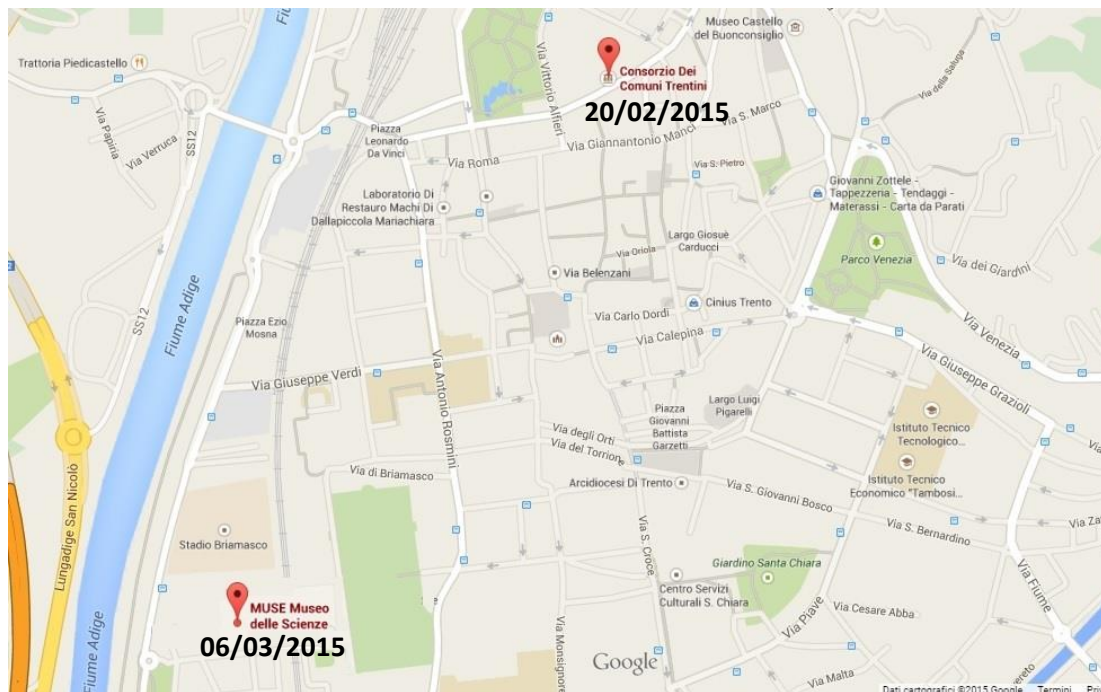 Museo Castello
del Buonconsiglio
Trattoria Piedicastello
Consorzio Dei
Comuni Trentini
20/02/2015
Via Vittorio Alfieri
Via della Saluga
Via Papiria
Via Verruca
SS12
Piazza
Leonardo
Da Vinci
Via S. Marco
Via Giannantonio Manci
Via Roma
Via S. Pietro
Laboratorio Di
Restauro Machi Di
Dallapiccola Mariachiara
Giovanni Zottele -
Tappezzeria - Tendaggi -
Materassi - Carta da Parati
Largo Giosuè
Carducci
Via Oriola
Parco Venezia
Via dei Giardini
Via Belenzani
Fiume Adige
SS12
Cinius Trento
Piazza Ezio
Mosna
Via Carlo Dordi
Via Calepina
Via Venezia
Via Giuseppe Verdi
Via Antonio Rosmini
Via Giuseppe Grazioli
Largo Luigi
Pigarelli
Piazza
Giovanni
Battista
Garzetti
Istituto Tecnico
Tecnologico...
Via degli Orti
Via del Torrione
Via di Briamasco
Arcidiocesi Di Trento
Istituto Tecnico
Economico "Tambosi...
Via S. Giovanni Bosco
Via S. Bernardino
Lungadige San Nicolò
Stadio Briamasco
Via S. Croce
Giardino Santa Chiara
Centro Servizi
Culturali S. Chiara
MUSE Museo
delle Scienze
06/03/2015
Fiume Adige
Via Cesare Abba
Via Piave
Via Fiume
Via Monsignore
Google
Via Malta
Dati cartografici ©2015 Google Termini